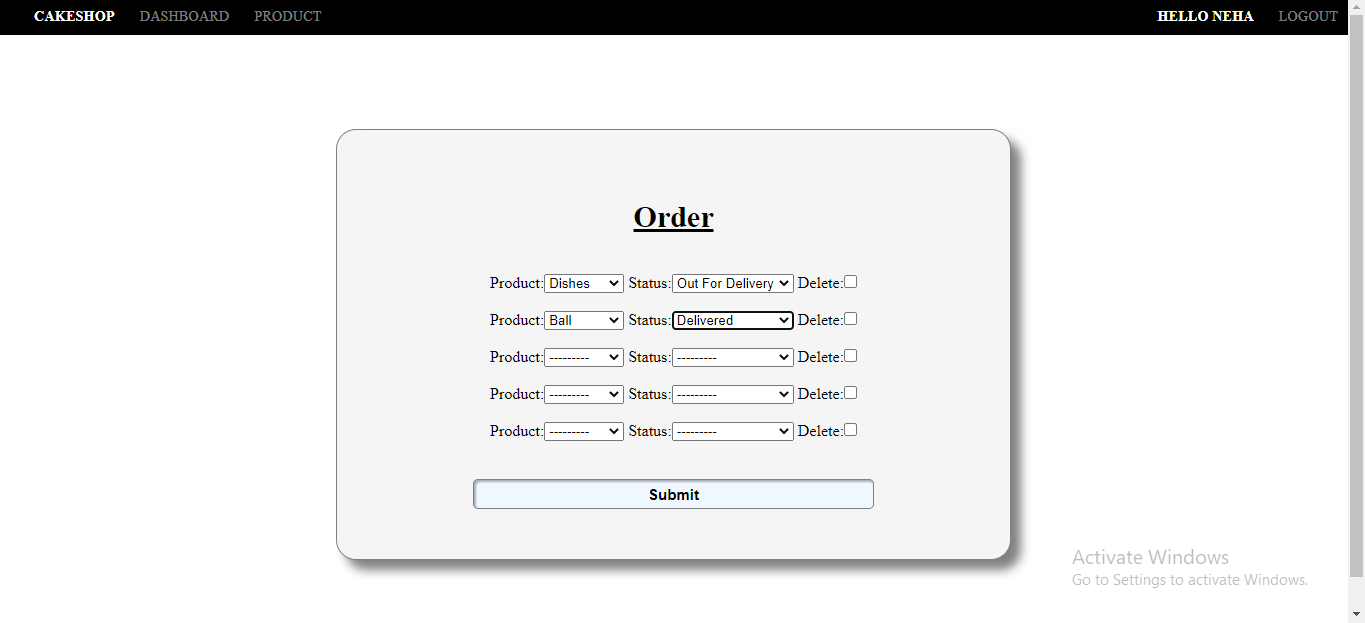 CAKESHOP DASHBOARD PRODUCT HELLO NEHA LOGOUT
Order
Product: Dishes Status: Out For Delivery Delete:
Product: Ball Status: Delivered Delete:
Product: --------- Status: --------- Delete:
Product: --------- Status: --------- Delete:
Product: --------- Status: --------- Delete:
Submit
Activate Windows
Go to Settings to activate Windows.